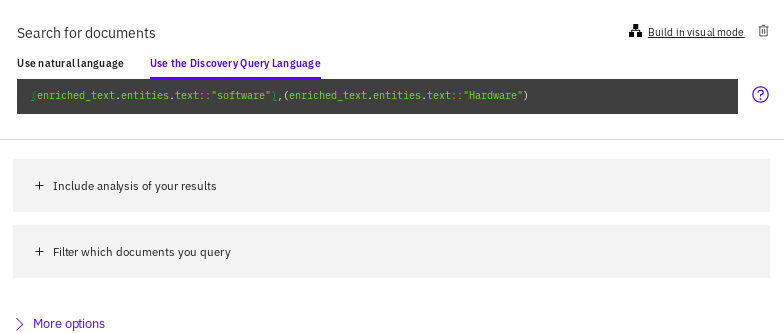 Search for documents
Build in visual mode
Use natural language
Use the Discovery Query Language
(enriched_text.entities.text::"software"),(enriched_text.entities.text::"Hardware")
+ Include analysis of your results
+ Filter which documents you query
More options